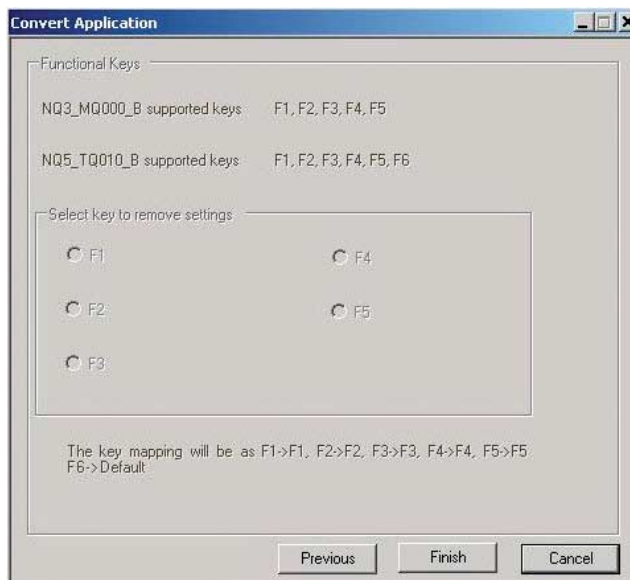 Convert Application
Functional Keys
NQ3_MQ000_B supported keys F1, F2, F3, F4, F5
NQ5_TQ010_B supported keys F1, F2, F3, F4, F5, F6
Select key to remove settings
F1 F4
F2 F5
F3
The key mapping will be as F1->F1, F2->F2, F3->F3, F4->F4, F5->F5
F6->Default
Previous Finish Cancel